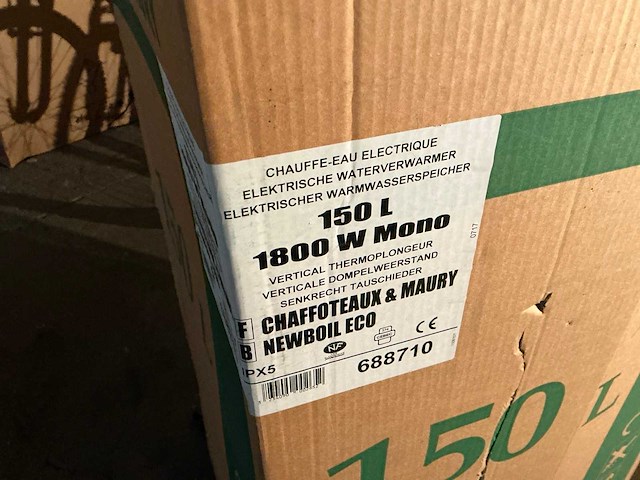 CHAUFFE-EAU ELECTRIQUE
ELEKTRISCHE WATERVERWARMER
ELEKTRISCHER WARMWASSERSPEICHER
150 L
1800 W Mono
VERTICAL THERMOPLONGEUR
VERTICALE DOMPELWEERSTAND
SENKRECHT TAUSCHIEDER
F CHAFFOTEAUX & MAURY
B NEWBOIL ECO
NF
CE
IPX5
688710
150 L